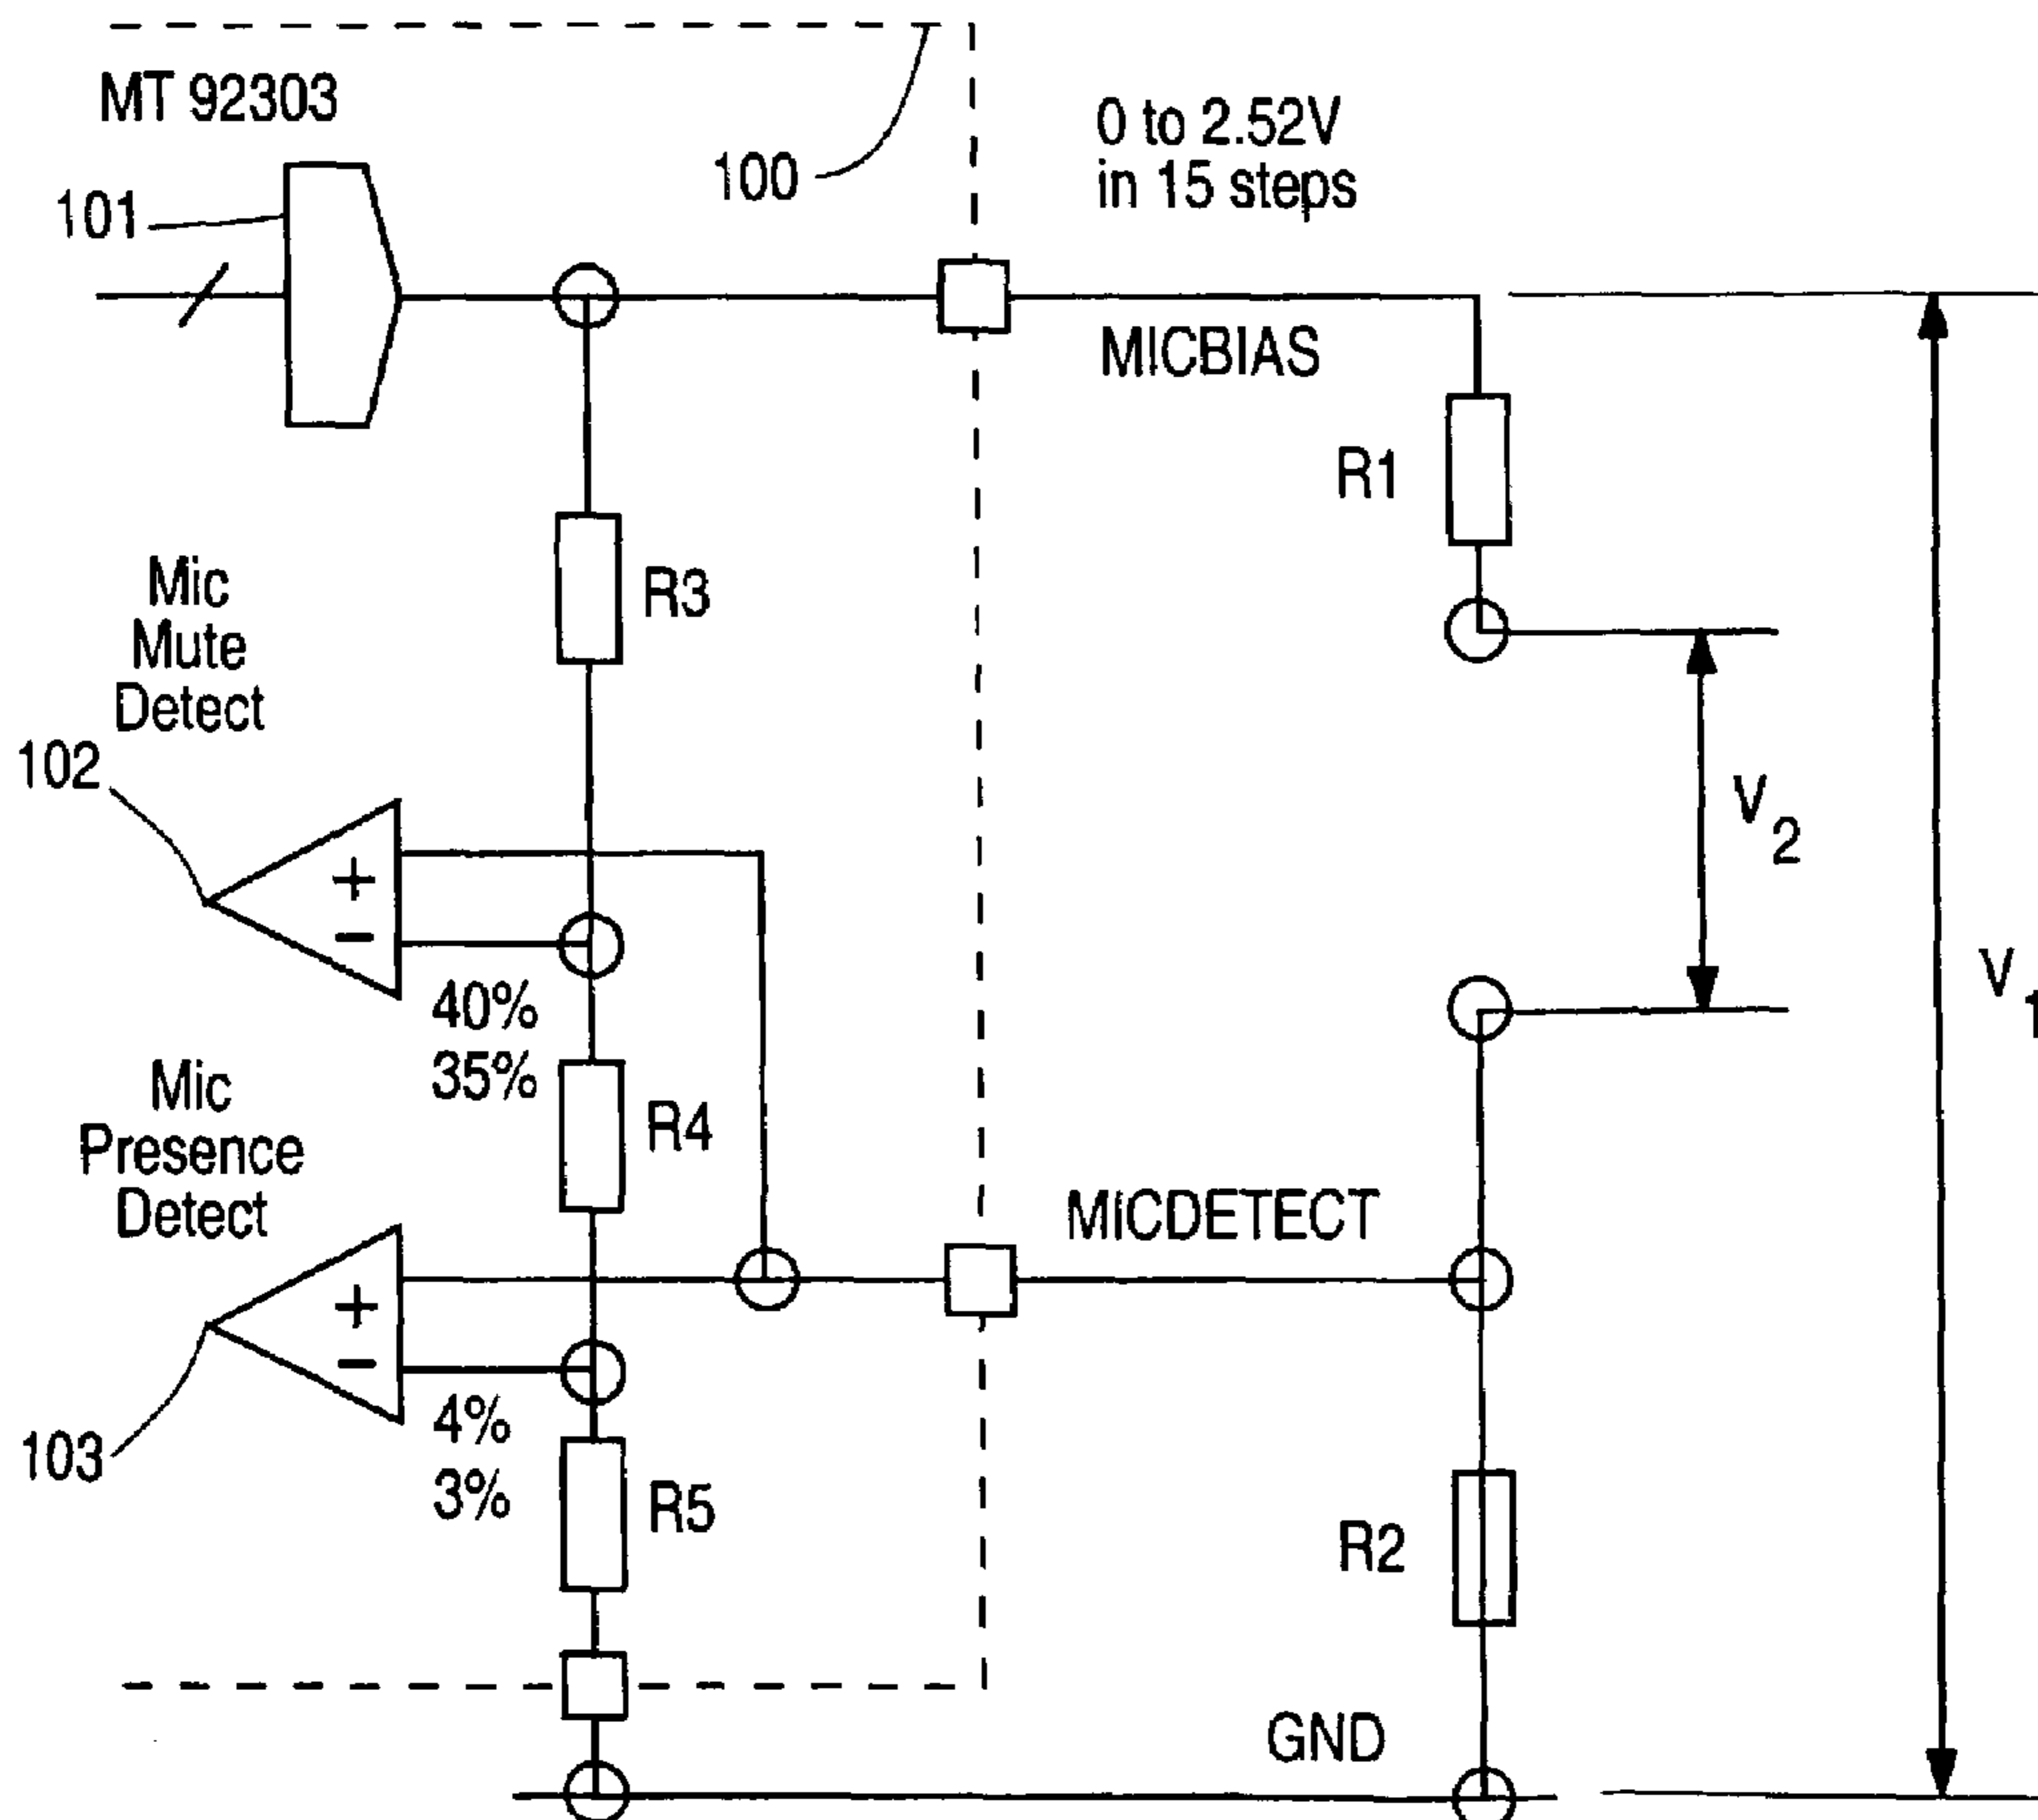 MT 92303
100
0 to 2.52V
in 15 steps
101
MICBIAS
R1
Mic
Mute
Detect
R3
102
+
−
V2
40%
35%
V1
Mic
Presence
Detect
R4
MICDETECT
+
−
4%
3%
103
R5
R2
GND